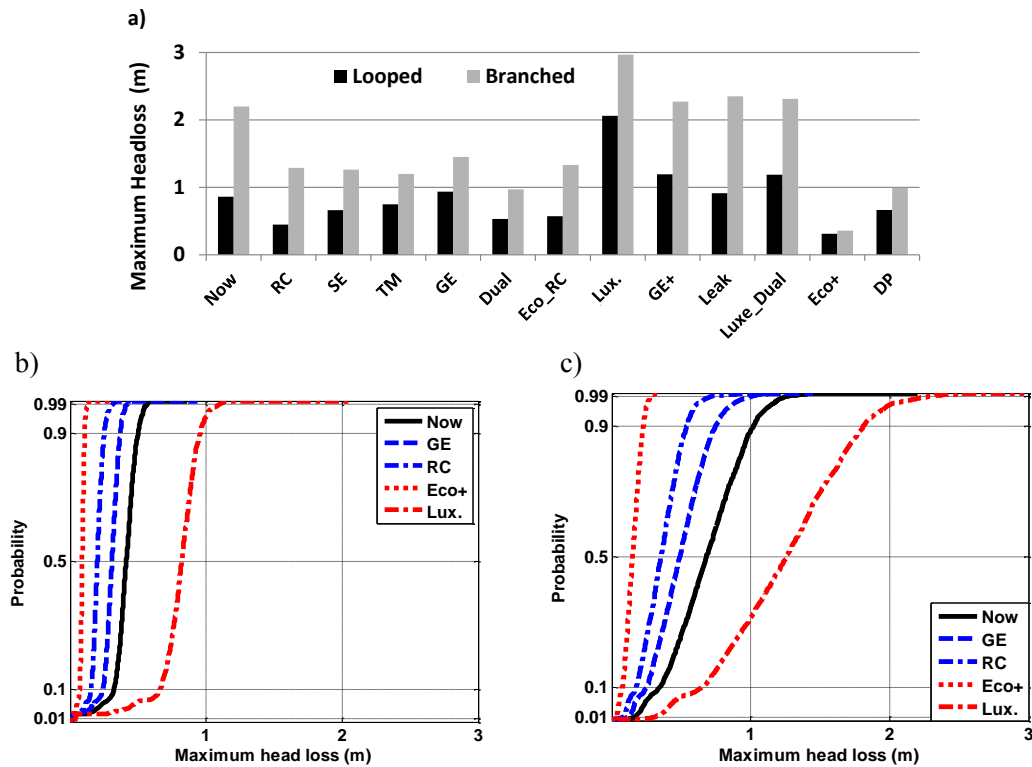 a)
Maximum Headloss (m)
3
2
1
0
Looped
Branched
Now
RC
SE
TM
GE
Dual
Eco_RC
Lux.
GE+
Leak
Luxe_Dual
Eco+
DP
b)
Probability
0.99
0.9
0.5
0.1
0.01
1
2
3
Maximum head loss (m)
Now
GE
RC
Eco+
Lux.
c)
Probability
0.99
0.9
0.5
0.1
0.01
1
2
3
Maximum head loss (m)
Now
GE
RC
Eco+
Lux.